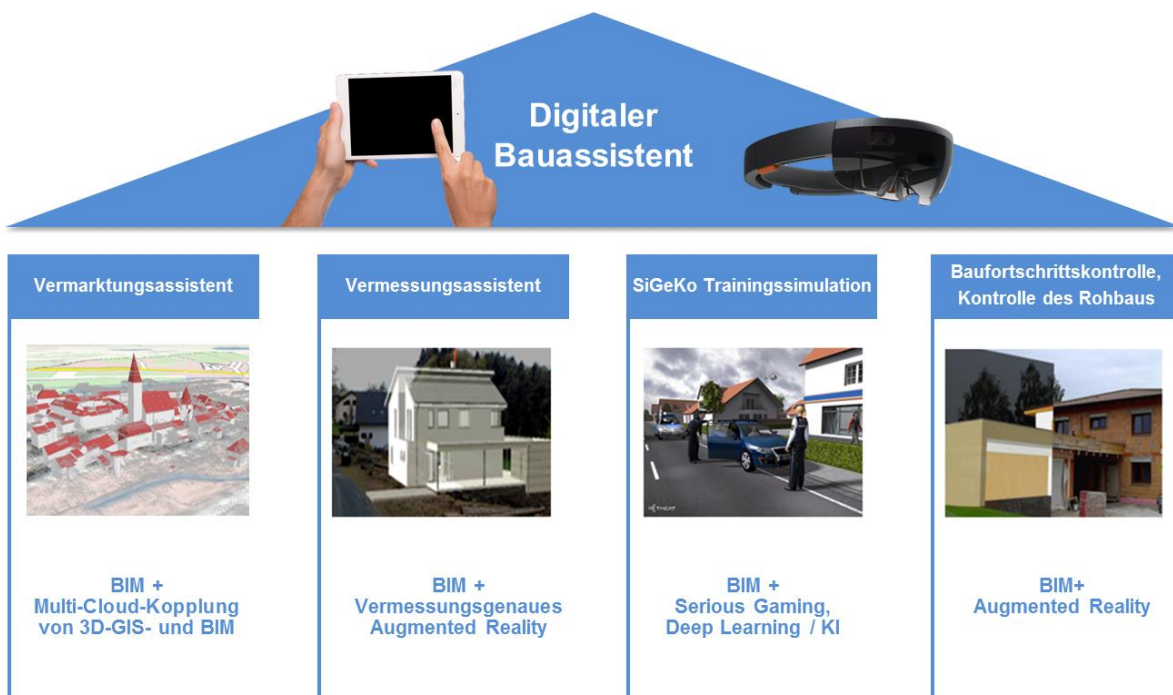 Digitaler
Bauassistent
Vermarktungsassistent
Vermessungsassistent
SiGeKo Trainingssimulation
Baufortschrittskontrolle,
Kontrolle des Rohbaus
BIM +
Multi-Cloud-Kopplung
von 3D-GIS- und BIM
BIM +
Vermessungsgenaues
Augmented Reality
BIM +
Serious Gaming,
Deep Learning / KI
BIM+
Augmented Reality